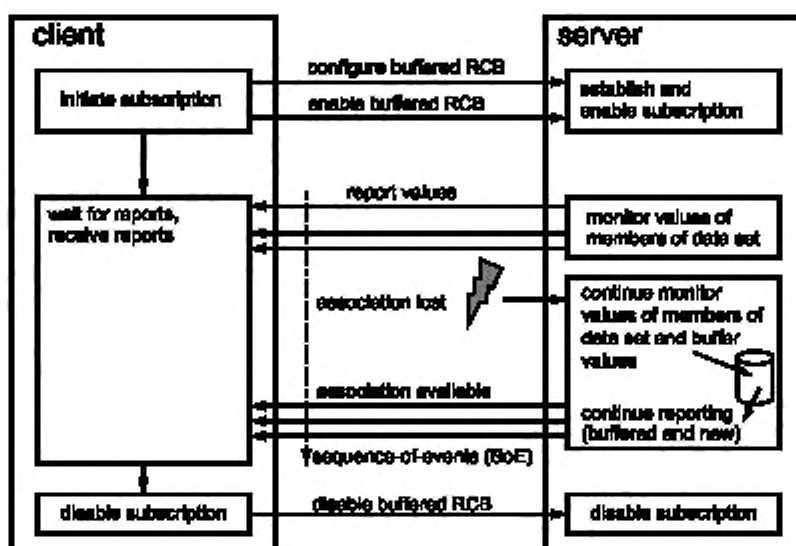 client
server
configure buffered RCB
initiate subscription
enable buffered RCB
establish and
enable subscription
report values
wait for reports,
receive reports
monitor values of
members of data set
association lost
continue monitor
values of members of
data set and buffer
values
association available
continue reporting
(buffered and new)
sequence-of-events (SoE)
disable subscription
disable buffered RCB
disable subscription